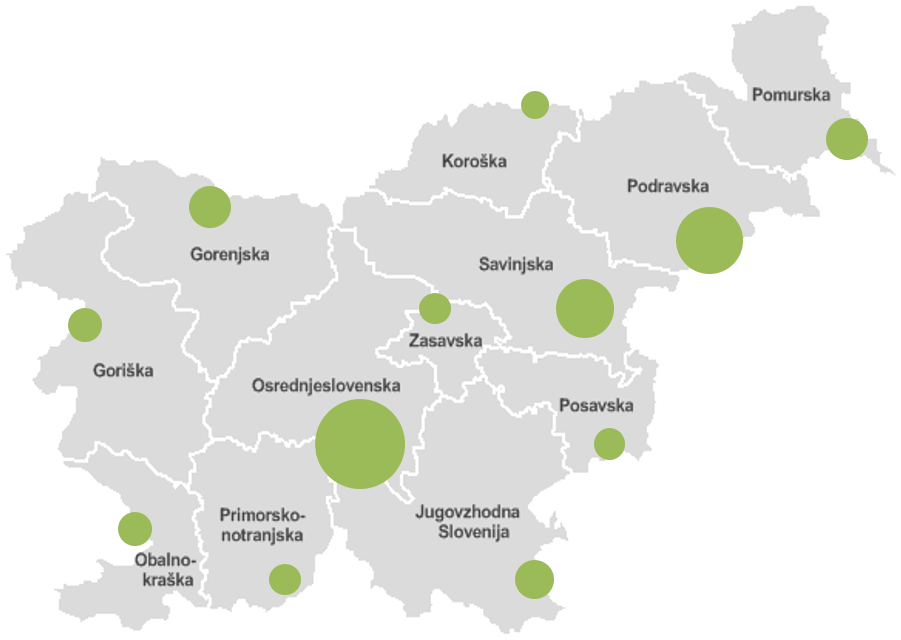 Pomurska
Koroška
Podravska
Gorenjska
Savinjska
Zasavska
Goriška
Osrednjeslovenska
Posavska
Primorsko-
notranjska
Jugovzhodna
Slovenija
Obalno-
kraška